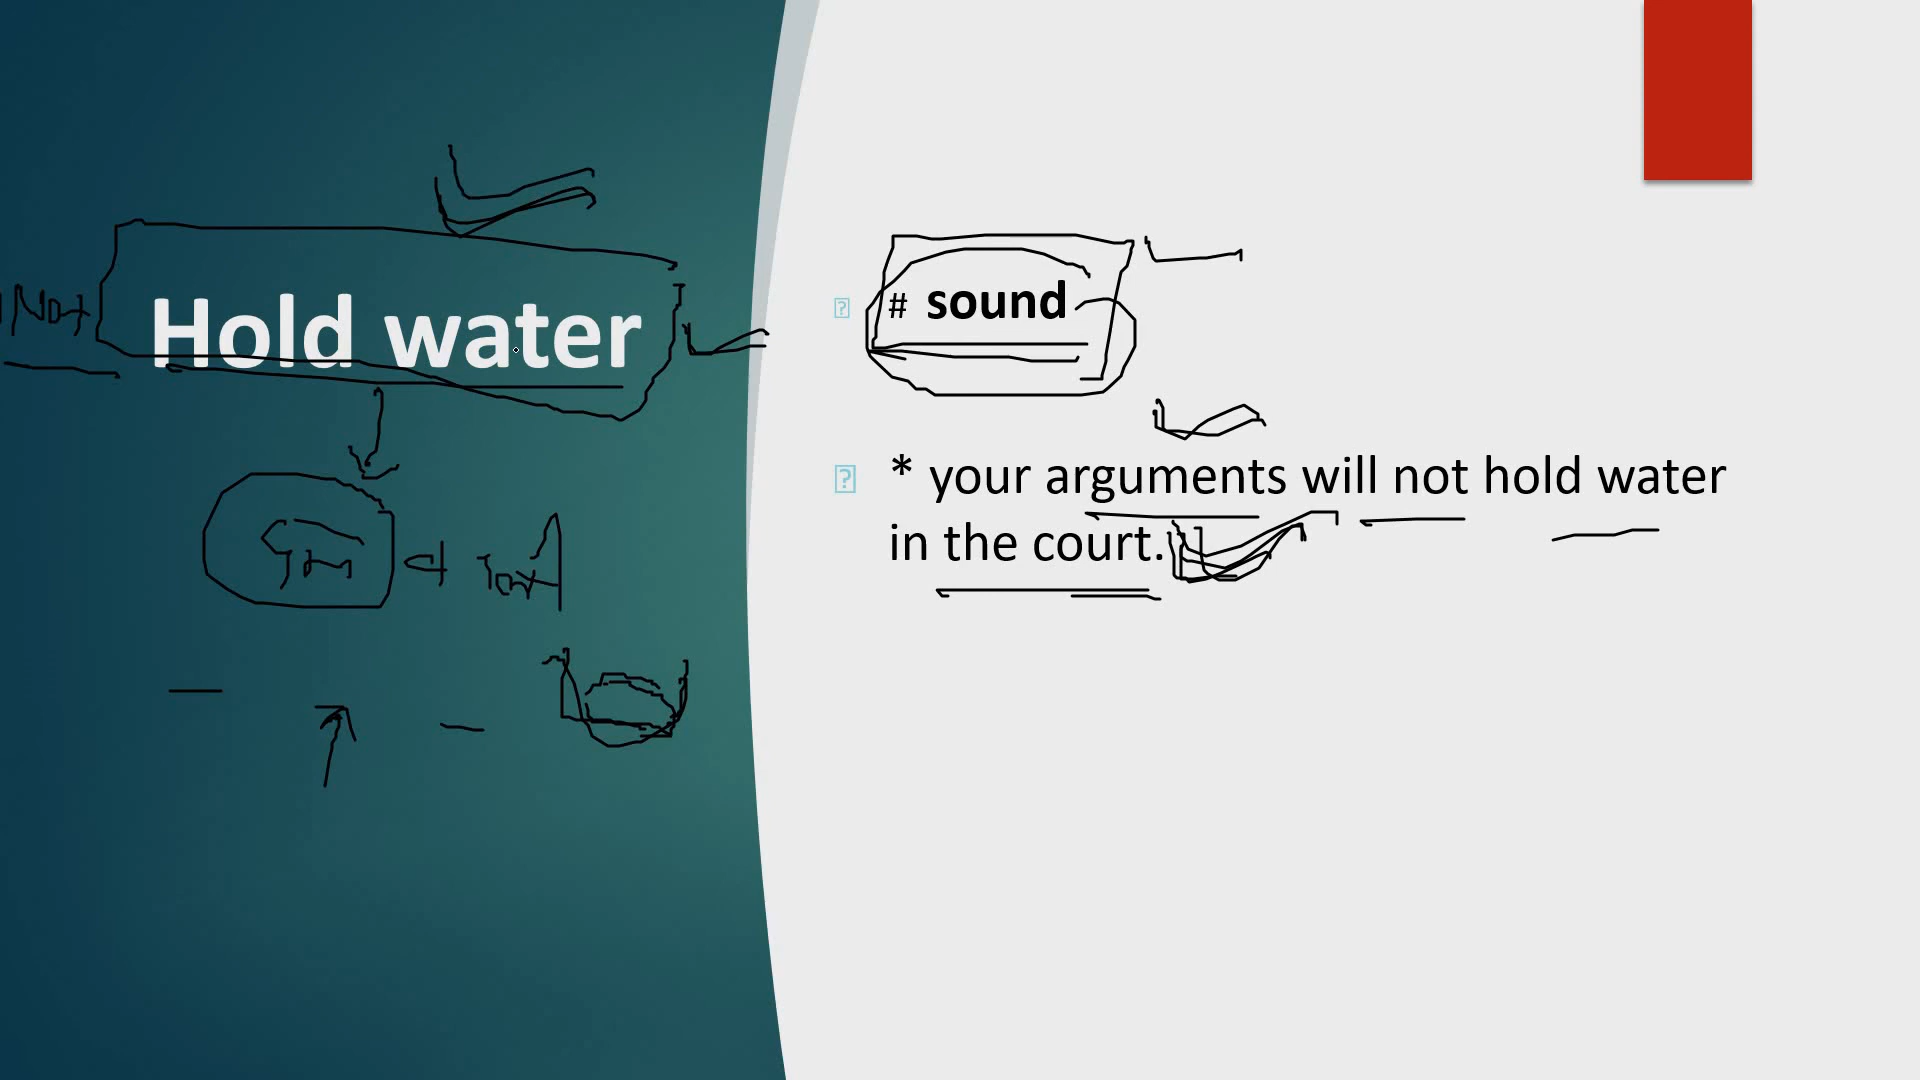 Not
Hold water
# sound
* your arguments will not hold water
in the court.